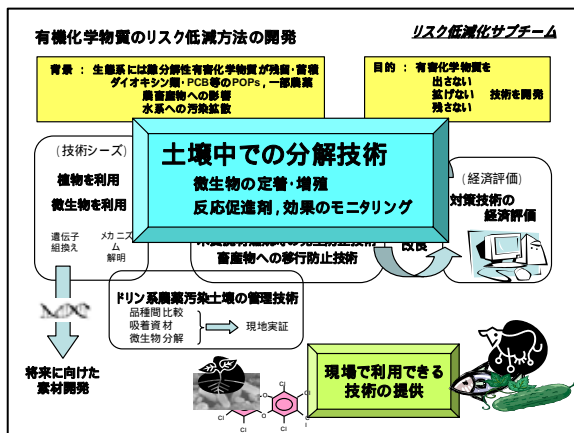 有機化学物質のリスク低減方法の開発
リスク低減化サブチーム
背景 : 生態系には難分解性有害化学物質が残留・蓄積
ダイオキシン類・PCB等のPOPs,一部農薬
農畜産物への影響
水系への汚染拡散
目的 : 有害化学物質を
出さない
拡げない 技術を開発
残さない
土壌中での分解技術
微生物の定着・増殖
反応促進剤,効果のモニタリング
(技術シーズ)
植物を利用
微生物を利用
遺伝子
組換え
メカニズ
ム
解明
将来に向けた
素材開発
畜産物への移行防止技術
改良
(経済評価)
対策技術の
経済評価
ドリン系農薬汚染土壌の管理技術
品種間比較
吸着資材
微生物分解
現地実証
現場で利用できる
技術の提供
Cl
Cl
Cl
Cl
O
O